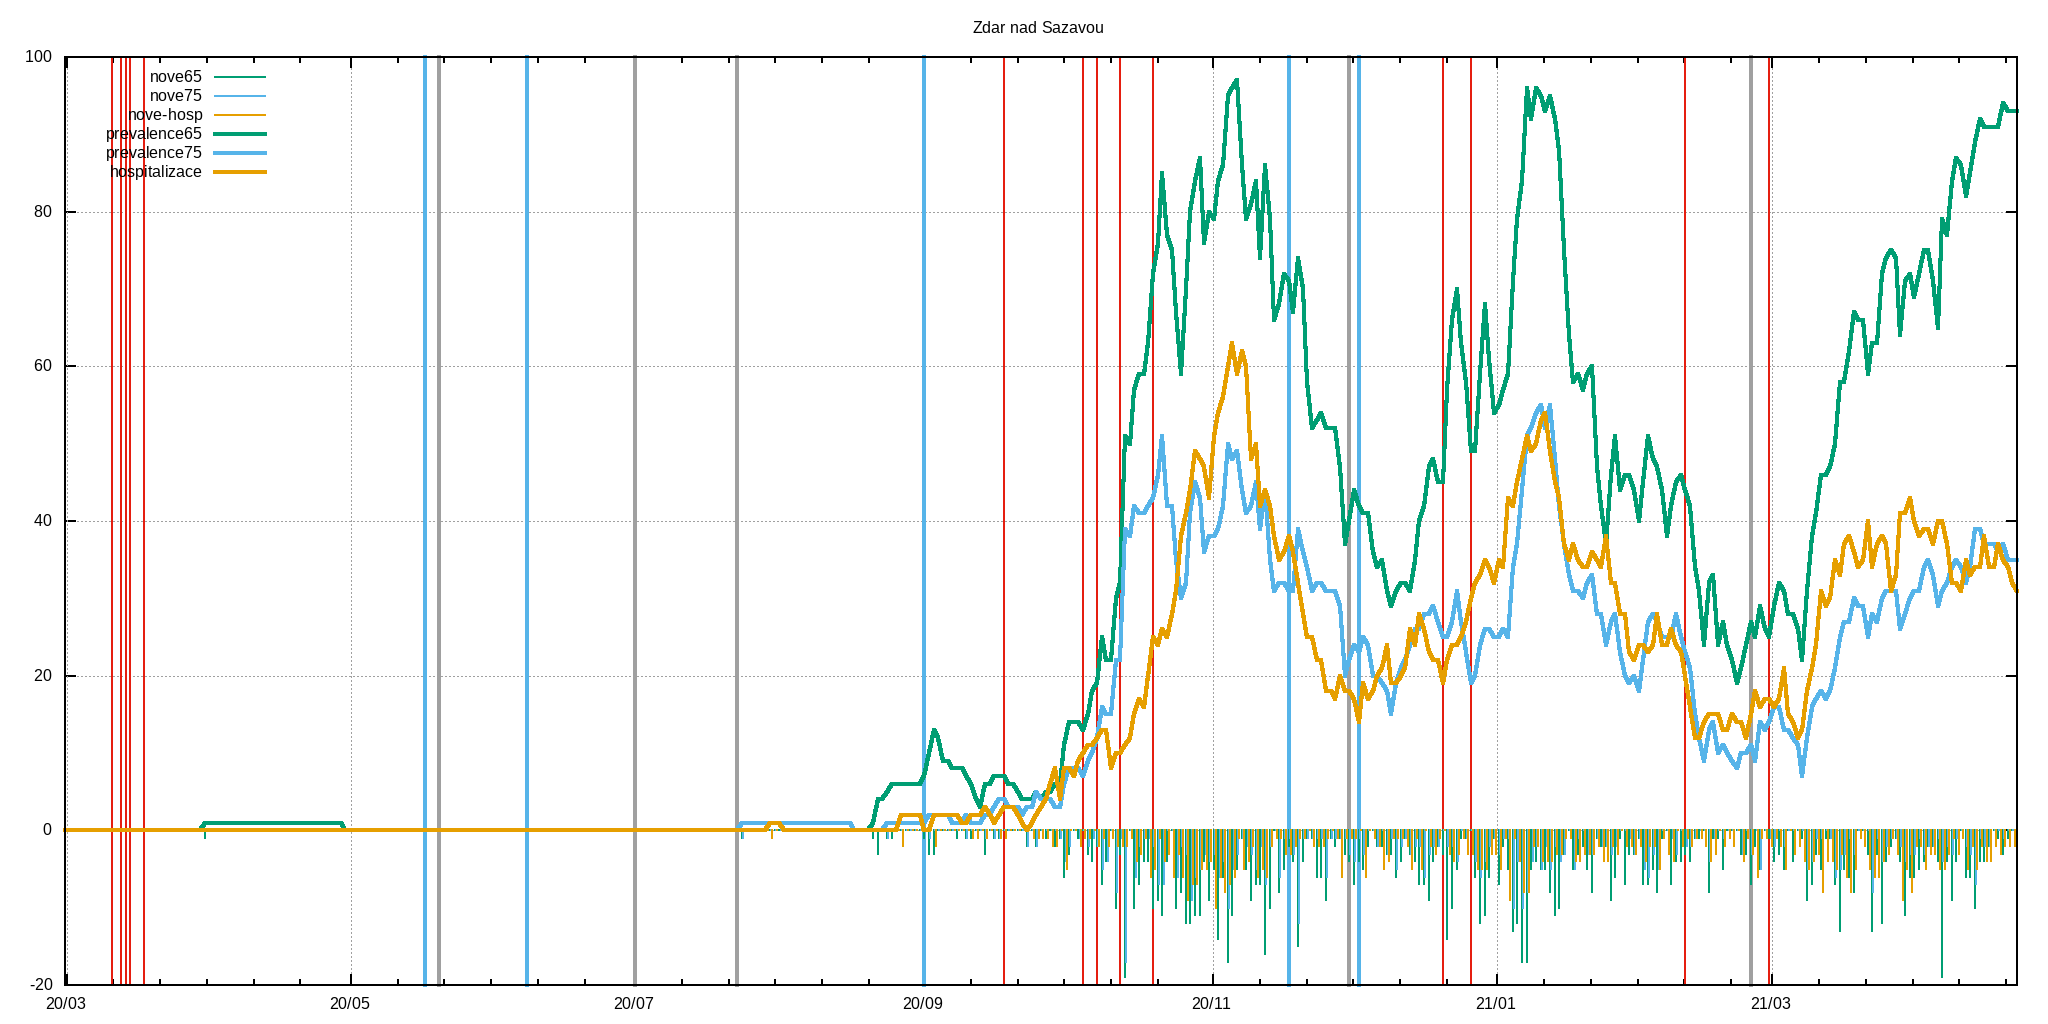 Zdar nad Sazavou
100
80
60
40
20
0
-20
nove65
nove75
nove-hosp
prevalence65
prevalence75
hospitalizace
20/03
20/05
20/07
20/09
20/11
21/01
21/03